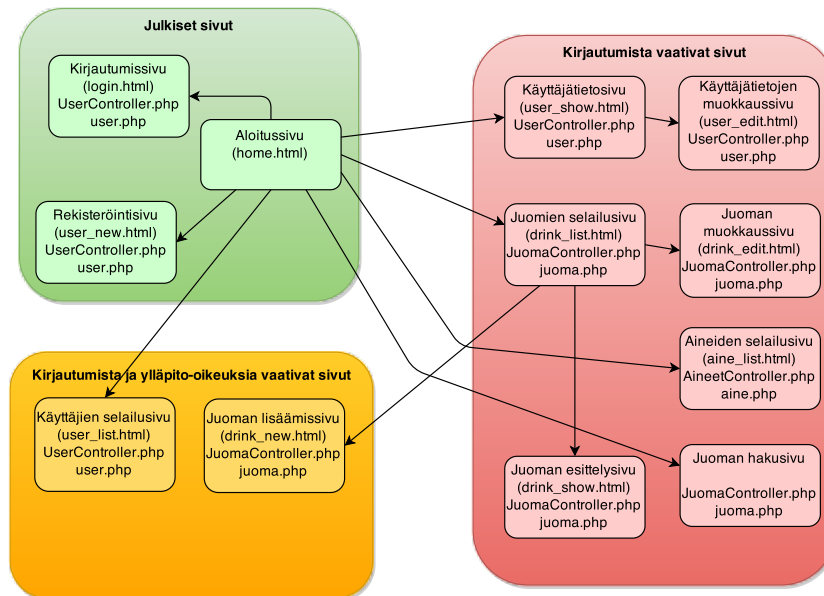 Julkiset sivut
Kirjautumissivu
(login.html)
UserController.php
user.php
Aloitussivu
(home.html)
Rekisteröintisivu
(user_new.html)
UserController.php
user.php
Kirjautumista vaativat sivut
Käyttäjätietosivu
(user_show.html)
UserController.php
user.php
Käyttäjätietojen
muokkaussivu
(user_edit.html)
UserController.php
user.php
Juomien selailusivu
(drink_list.html)
JuomaController.php
juoma.php
Juoman
muokkaussivu
(drink_edit.html)
JuomaController.php
juoma.php
Aineiden selailusivu
(aine_list.html)
AineetController.php
aine.php
Juoman esittelysivu
(drink_show.html)
JuomaController.php
juoma.php
Juoman hakusivu
JuomaController.php
juoma.php
Kirjautumista ja ylläpito-oikeuksia vaativat sivut
Käyttäjien selailusivu
(user_list.html)
UserController.php
user.php
Juoman lisäämissivu
(drink_new.html)
JuomaController.php
juoma.php